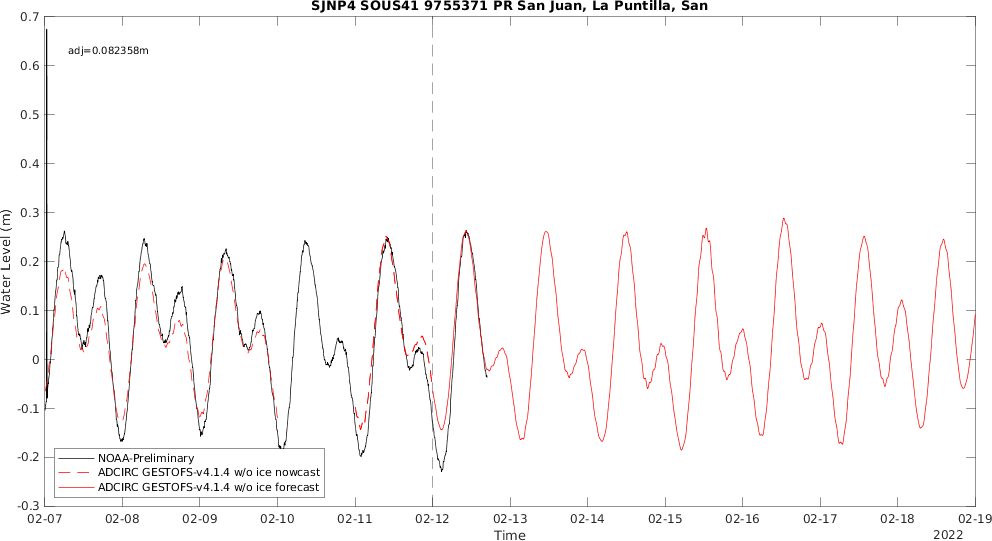 SJNP4 SOUS41 9755371 PR San Juan, La Puntilla, San
adj=0.082358m
Water Level (m)
0.7
0.6
0.5
0.4
0.3
0.2
0.1
0
-0.1
-0.2
-0.3
NOAA-Preliminary
ADCIRC GESTOFS-v4.1.4 w/o ice nowcast
ADCIRC GESTOFS-v4.1.4 w/o ice forecast
02-07 02-08 02-09 02-10 02-11 02-12 02-13 02-14 02-15 02-16 02-17 02-18 02-19
Time
2022